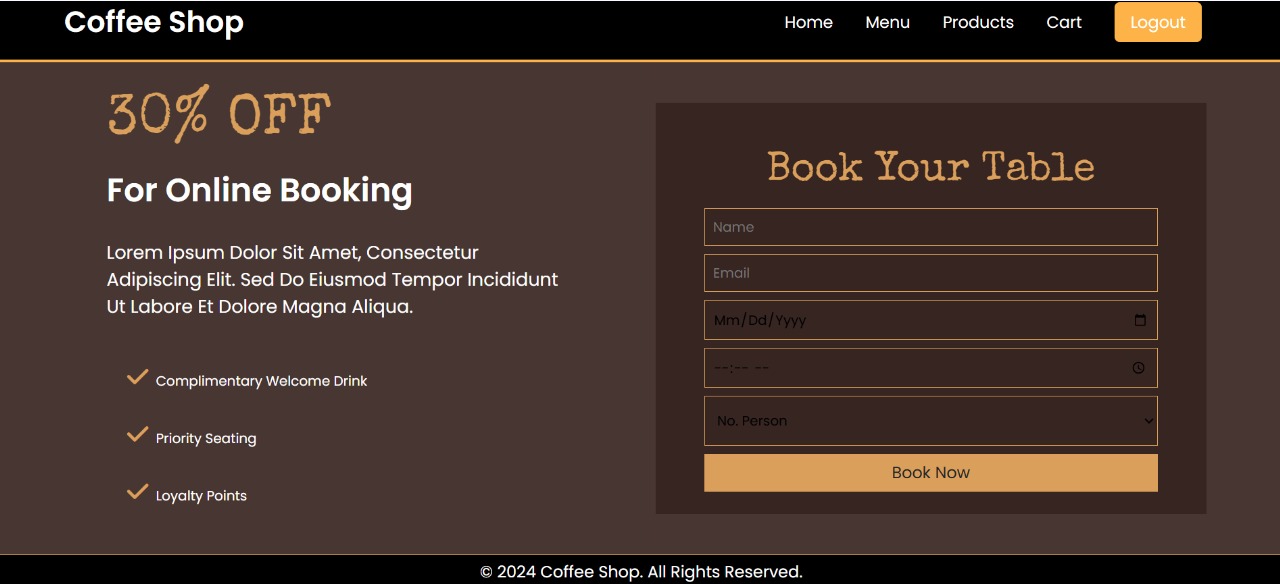 Coffee Shop
Home Menu Products Cart Logout
30% OFF
For Online Booking
Lorem Ipsum Dolor Sit Amet, Consectetur
Adipiscing Elit. Sed Do Eiusmod Tempor Incididunt
Ut Labore Et Dolore Magna Aliqua.
Complimentary Welcome Drink
Priority Seating
Loyalty Points
Book Your Table
Name
Email
Mm/Dd/Yyyy
--:-- --
No. Person
Book Now
© 2024 Coffee Shop. All Rights Reserved.